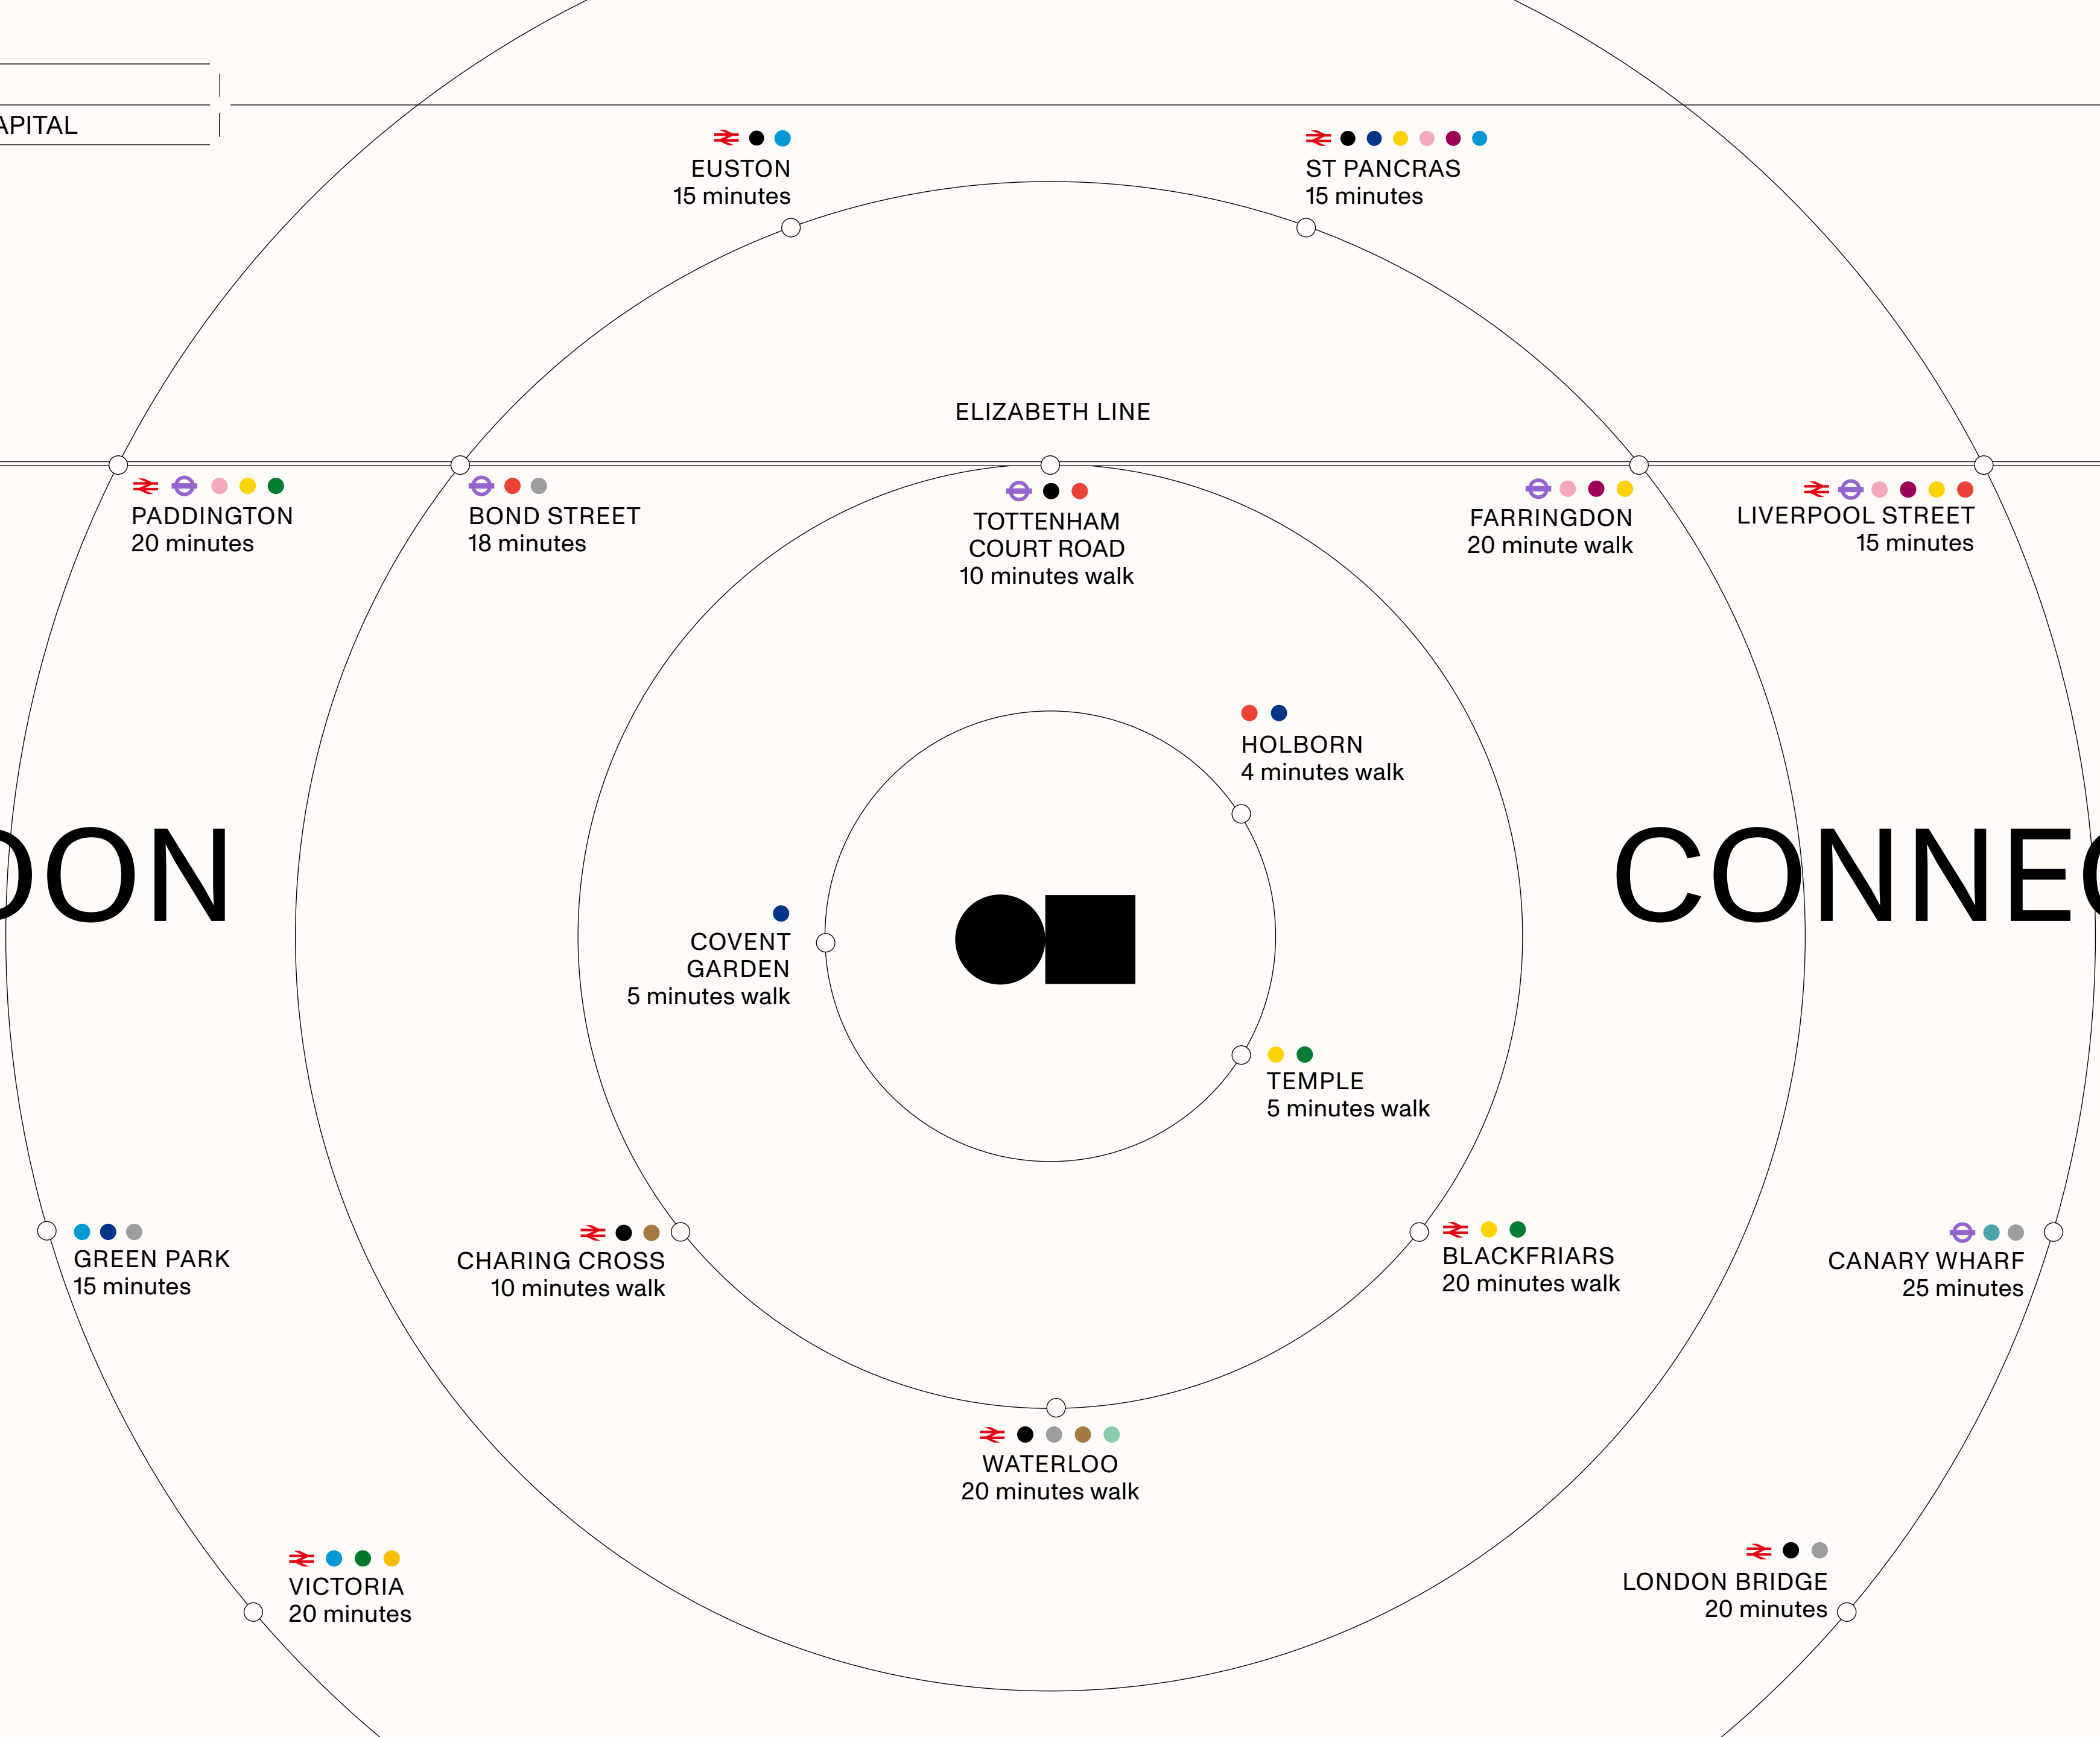 APITAL
EUSTON
15 minutes
ST PANCRAS
15 minutes
ELIZABETH LINE
PADDINGTON
20 minutes
BOND STREET
18 minutes
TOTTENHAM
COURT ROAD
10 minutes walk
FARRINGDON
20 minute walk
LIVERPOOL STREET
15 minutes
HOLBORN
4 minutes walk
DON
CONNEC
COVENT
GARDEN
5 minutes walk
TEMPLE
5 minutes walk
GREEN PARK
15 minutes
CHARING CROSS
10 minutes walk
BLACKFRIARS
20 minutes walk
CANARY WHARF
25 minutes
WATERLOO
20 minutes walk
VICTORIA
20 minutes
LONDON BRIDGE
20 minutes